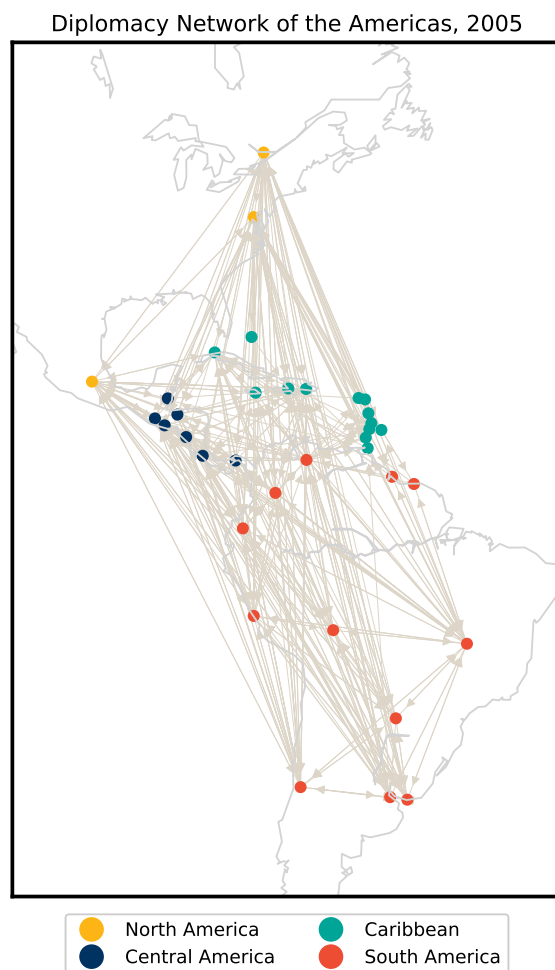 Diplomacy Network of the Americas, 2005
North America
Caribbean
Central America
South America